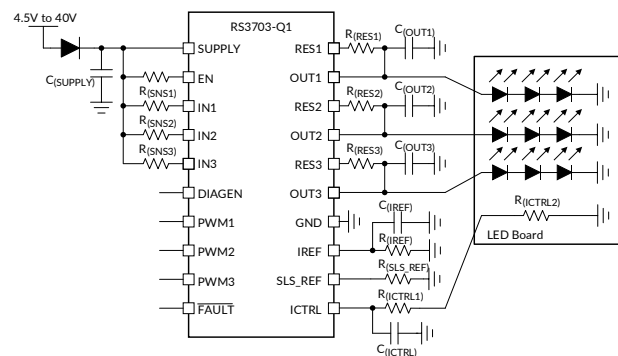 4.5V to 40V
RS3703-Q1
SUPPLY
C(SUPPLY)
EN
R(SNS1)
IN1
R(SNS2)
IN2
R(SNS3)
IN3
DIAGEN
PWM1
PWM2
PWM3
FAULT
RES1
R(RES1)
C(OUT1)
OUT1
RES2
R(RES2)
C(OUT2)
OUT2
RES3
R(RES3)
C(OUT3)
OUT3
GND
C(IREF)
IREF
R(IREF)
SLS_REF
R(SLS_REF)
ICTRL
R(ICTRL1)
C(ICTRL)
R(ICTRL2)
LED Board